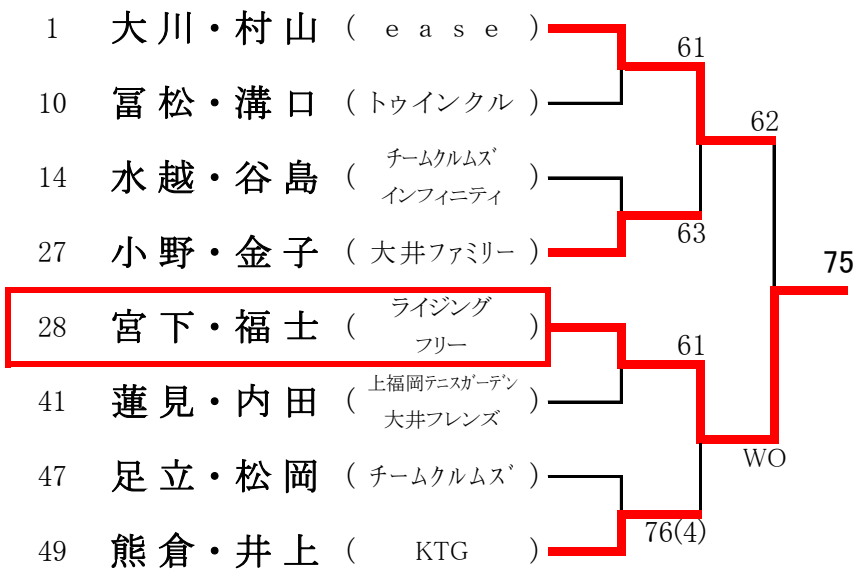 1 大川・村山 ( ease )
61
10 冨松・溝口 ( トゥインクル )
62
14 水越・谷島 ( チームクルムズ インフィニティ )
63
27 小野・金子 ( 大井ファミリー )
75
28 宮下・福士 ( ライジング フリー )
61
41 蓮見・内田 ( 上福岡テニスガーデン 大井フレンズ )
WO
47 足立・松岡 ( チームクルムズ )
76(4)
49 熊倉・井上 ( KTG )